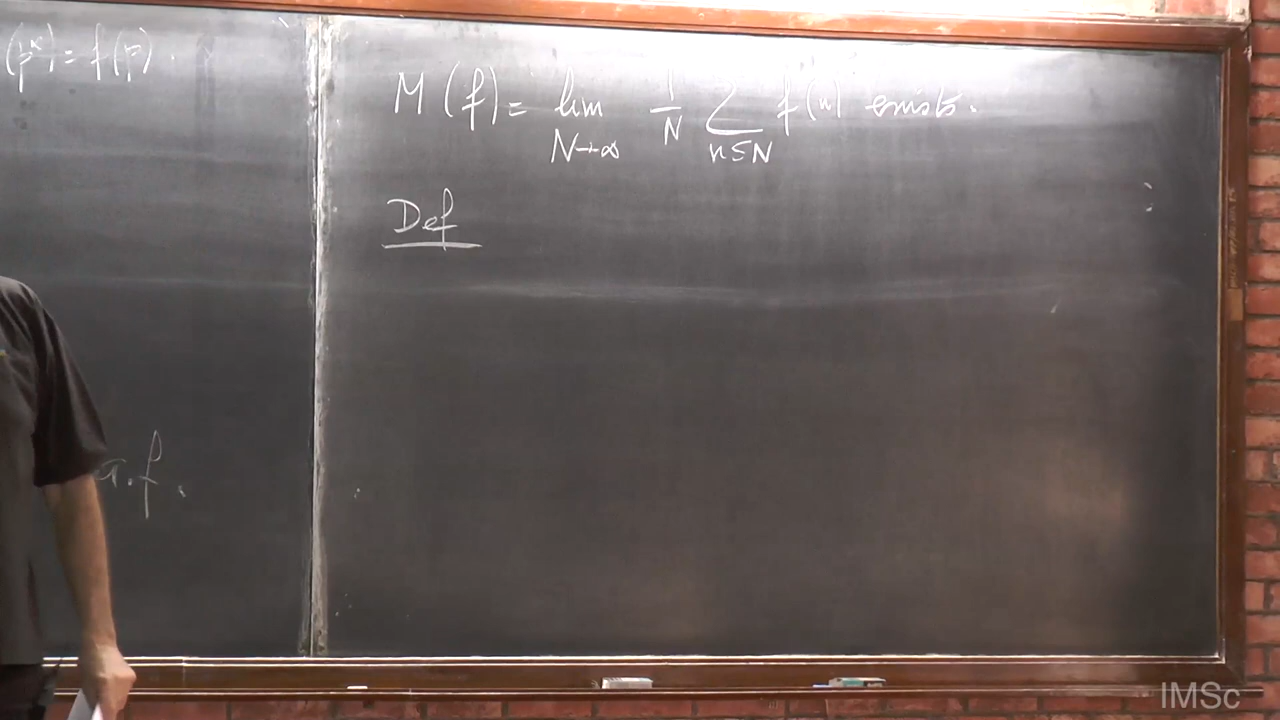 (p^k) = f(p).
M(f) = lim_{N→∞} 1/N ∑_{n≤N} f(n) exists.
Def
a.f.
IMSc